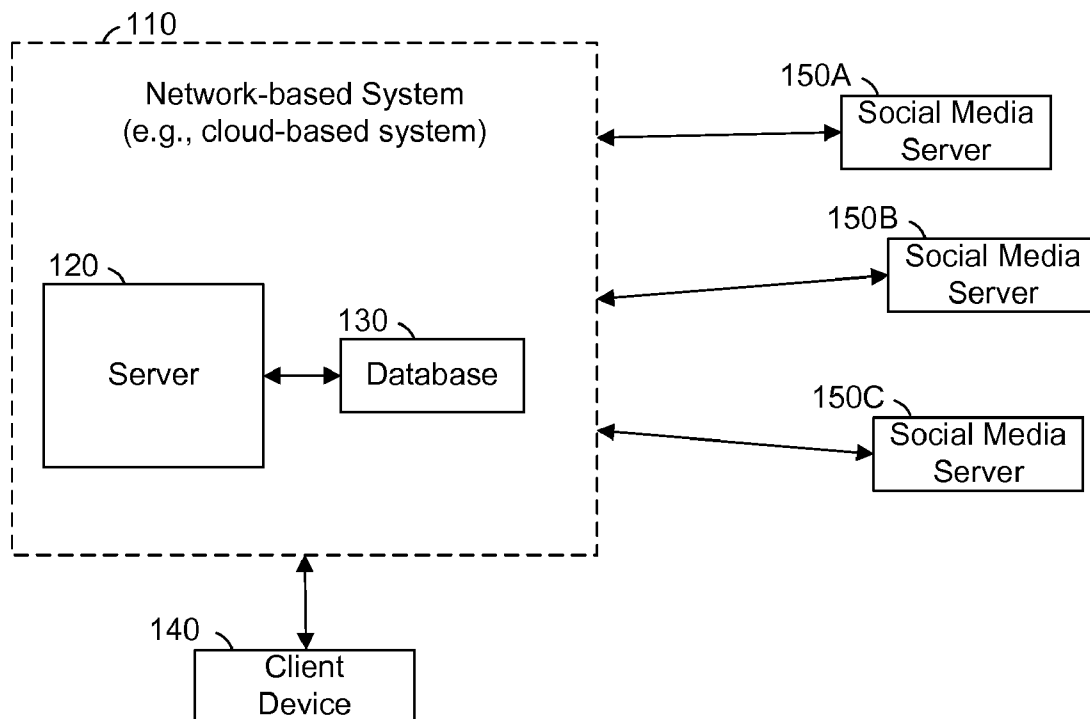 110
Network-based System
(e.g., cloud-based system)
150A
Social Media
Server
150B
Social Media
Server
120
Server
130
Database
150C
Social Media
Server
140
Client
Device